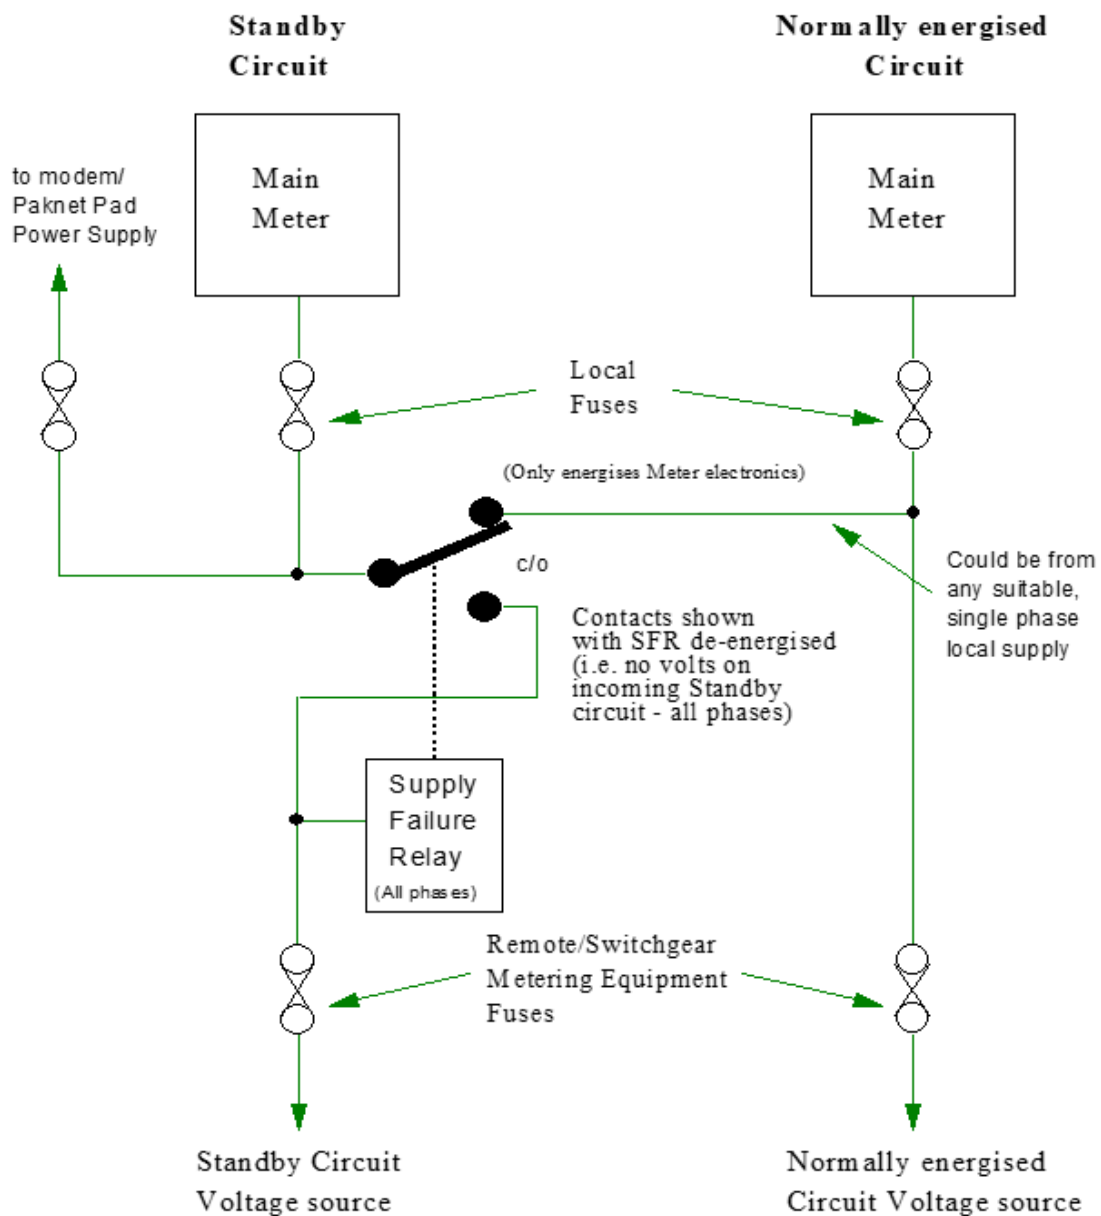 Standby
Circuit
Normally energised
Circuit
to modem/
Paknet Pad
Power Supply
Main
Meter
Main
Meter
Local
Fuses
(Only energises Meter electronics)
c/o
Could be from
any suitable,
single phase
local supply
Contacts shown
with SFR de-energised
(i.e. no volts on
incoming Standby
circuit - all phases)
Supply
Failure
Relay
(All phases)
Remote/Switchgear
Metering Equipment
Fuses
Standby Circuit
Voltage source
Normally energised
Circuit Voltage source